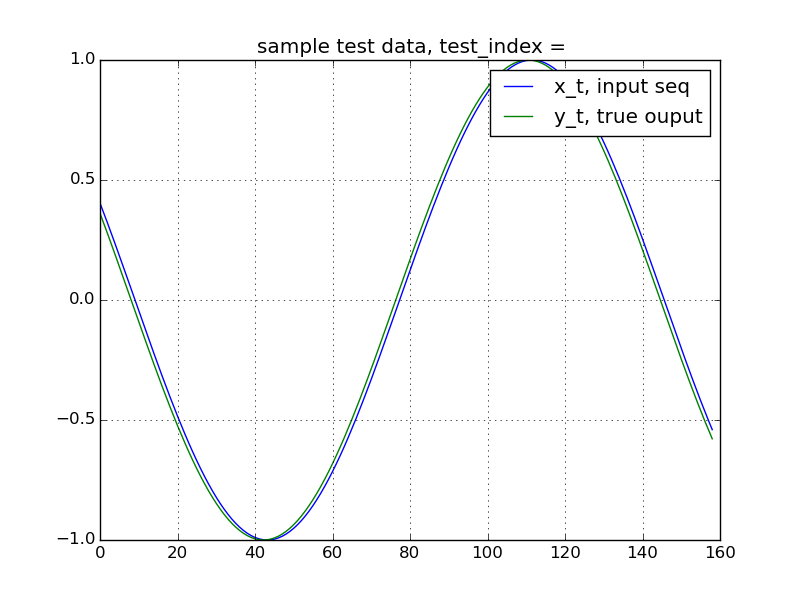 sample test data, test_index =
x_t, input seq
y_t, true ouput
1.0
0.5
0.0
−0.5
−1.0
0 20 40 60 80 100 120 140 160